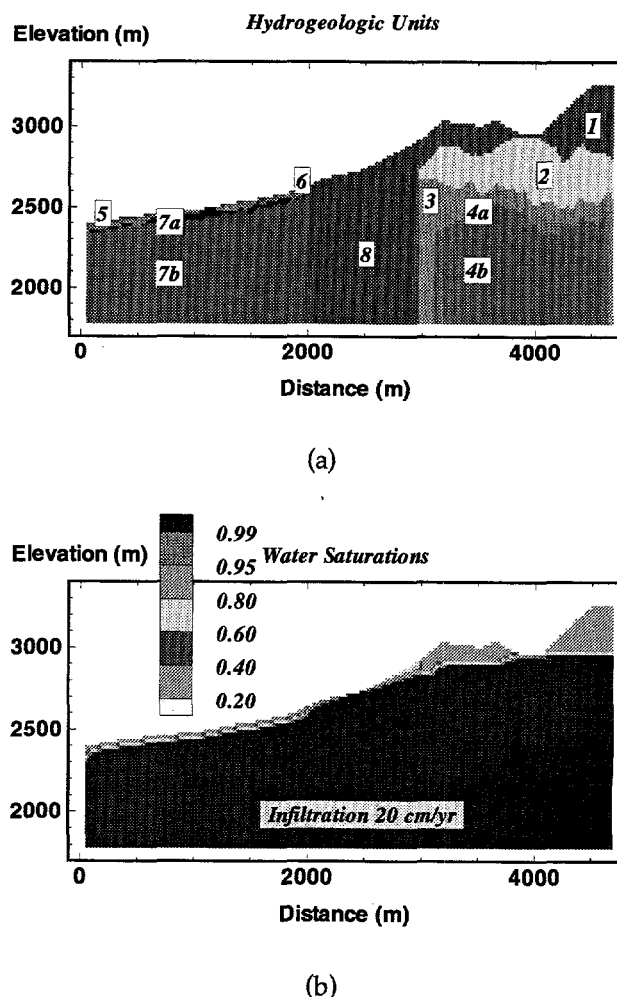 Elevation (m)
Hydrogeologic Units
3000
2500
2000
1
2
3
4a
4b
5
6
7a
7b
8
0
2000
4000
Distance (m)
(a)
Elevation (m)
Water Saturations
0.99
0.95
0.80
0.60
0.40
0.20
3000
2500
2000
Infiltration 20 cm/yr
0
2000
4000
Distance (m)
(b)